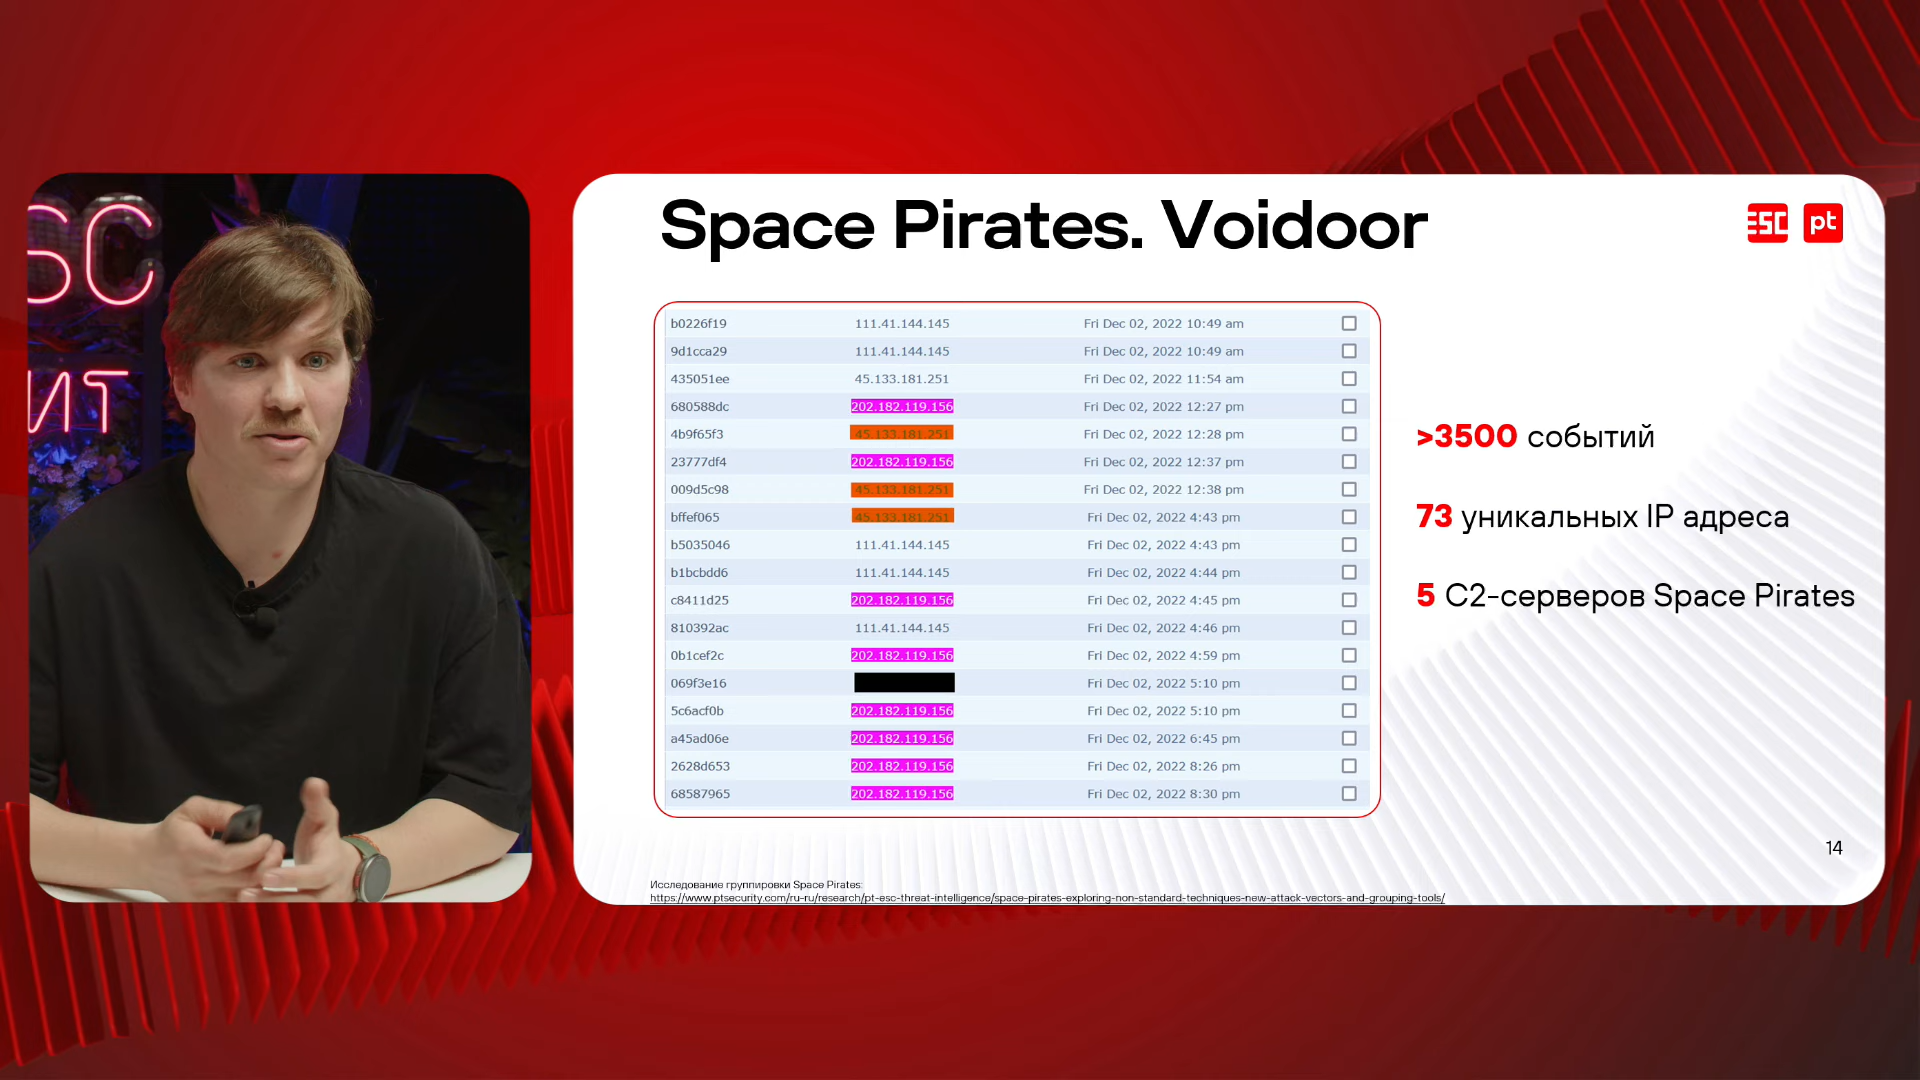 SC
ИТ
Space Pirates. Voidoor
ESC pt
b0226f19 111.41.144.145 Fri Dec 02, 2022 10:49 am
9d1cca29 111.41.144.145 Fri Dec 02, 2022 10:49 am
435051ee 45.133.181.251 Fri Dec 02, 2022 11:54 am
680588dc 202.182.119.156 Fri Dec 02, 2022 12:27 pm
4b9f65f3 45.133.181.251 Fri Dec 02, 2022 12:28 pm
23777df4 202.182.119.156 Fri Dec 02, 2022 12:37 pm
009d5c98 45.133.181.251 Fri Dec 02, 2022 12:38 pm
bffef065 45.133.181.251 Fri Dec 02, 2022 4:43 pm
b5035046 111.41.144.145 Fri Dec 02, 2022 4:43 pm
b1bcbdd6 111.41.144.145 Fri Dec 02, 2022 4:44 pm
c8411d25 202.182.119.156 Fri Dec 02, 2022 4:45 pm
810392ac 111.41.144.145 Fri Dec 02, 2022 4:46 pm
0b1cef2c 202.182.119.156 Fri Dec 02, 2022 4:59 pm
069f3e16 Fri Dec 02, 2022 5:10 pm
5c6acf0b 202.182.119.156 Fri Dec 02, 2022 5:10 pm
a45ad06e 202.182.119.156 Fri Dec 02, 2022 6:45 pm
2628d653 202.182.119.156 Fri Dec 02, 2022 8:26 pm
68587965 202.182.119.156 Fri Dec 02, 2022 8:30 pm
>3500 событий
73 уникальных IP адреса
5 C2-серверов Space Pirates
14
Исследование группировки Space Pirates:
https://www.ptsecurity.com/ru-ru/research/pt-esc-threat-intelligence/space-pirates-exploring-non-standard-techniques-new-attack-vectors-and-grouping-tools/